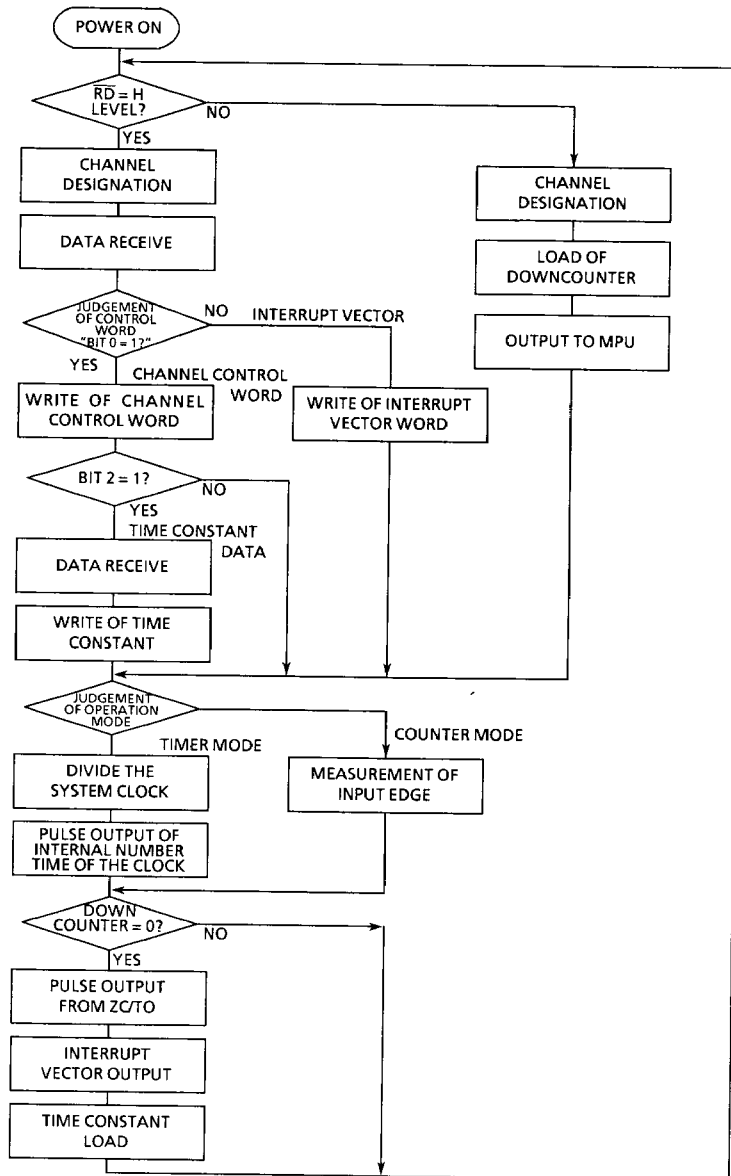 POWER ON
RD = H
LEVEL?
NO
YES
CHANNEL
DESIGNATION
DATA RECEIVE
CHANNEL
DESIGNATION
LOAD OF
DOWNCOUNTER
OUTPUT TO MPU
JUDGEMENT
OF CONTROL
WORD
"BIT 0 = 1?"
NO
INTERRUPT VECTOR
YES
CHANNEL CONTROL
WORD
WRITE OF CHANNEL
CONTROL WORD
WRITE OF INTERRUPT
VECTOR WORD
BIT 2 = 1?
NO
YES
TIME CONSTANT
DATA
DATA RECEIVE
WRITE OF TIME
CONSTANT
JUDGEMENT
OF OPERATION
MODE
COUNTER MODE
TIMER MODE
DIVIDE THE
SYSTEM CLOCK
MEASUREMENT OF
INPUT EDGE
PULSE OUTPUT OF
INTERNAL NUMBER
TIME OF THE CLOCK
DOWN
COUNTER = 0?
NO
YES
PULSE OUTPUT
FROM ZC/TO
INTERRUPT
VECTOR OUTPUT
TIME CONSTANT
LOAD